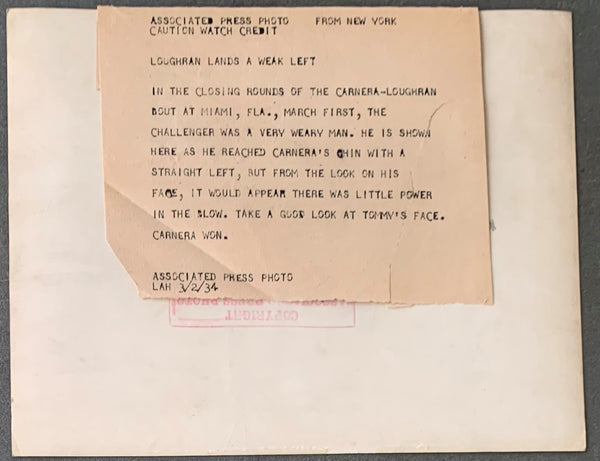 ASSOCIATED PRESS PHOTO FROM NEW YORK
CAUTION WATCH CREDIT
LOUGHRAN LANDS A WEAK LEFT
IN THE CLOSING ROUNDS OF THE CARNERA-LOUGHRAN
BOUT AT MIAMI, FLA., MARCH FIRST, THE
CHALLENGER WAS A VERY WEARY MAN. HE IS SHOWN
HERE AS HE REACHED CARNERA'S CHIN WITH A
STRAIGHT LEFT, BUT FROM THE LOOK ON HIS
FACE, IT WOULD APPEAR THERE WAS LITTLE POWER
IN THE BLOW. TAKE A GOOD LOOK AT TOMMY'S FACE.
CARNERA WON.
ASSOCIATED PRESS PHOTO
LAH 3/2/34
COPYRIGHT